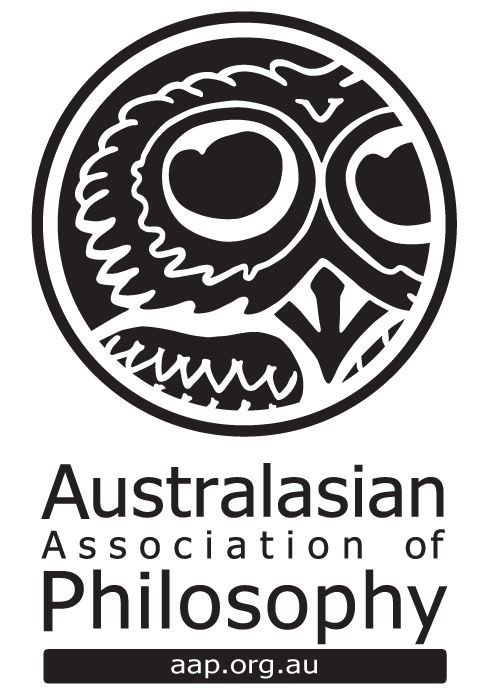 Australasian
Association of
Philosophy
aap.org.au